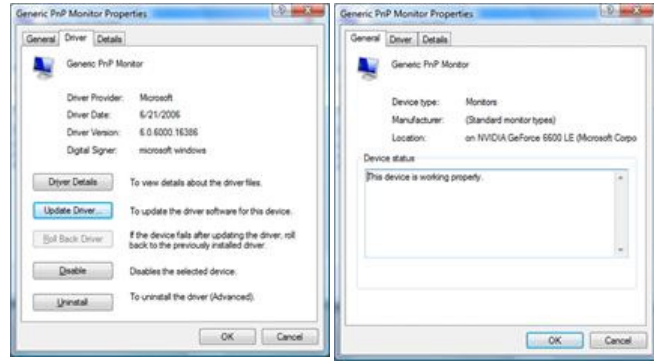 Generic PnP Monitor Properties
General Driver Details
Generic PnP Monitor
Driver Provider: Microsoft
Driver Date: 6/21/2006
Driver Version: 6.0.6000.16386
Digital Signer: microsoft windows
Driver Details To view details about the driver files.
Update Driver... To update the driver software for this device.
Roll Back Driver If the device fails after updating the driver, roll
back to the previously installed driver.
Disable Disables the selected device.
Uninstall To uninstall the driver (Advanced).
OK Cancel
Generic PnP Monitor Properties
General Driver Details
Generic PnP Monitor
Device type: Monitors
Manufacturer: (Standard monitor types)
Location: on NVIDIA GeForce 6600 LE (Microsoft Corpo
Device status
This device is working properly.
OK Cancel